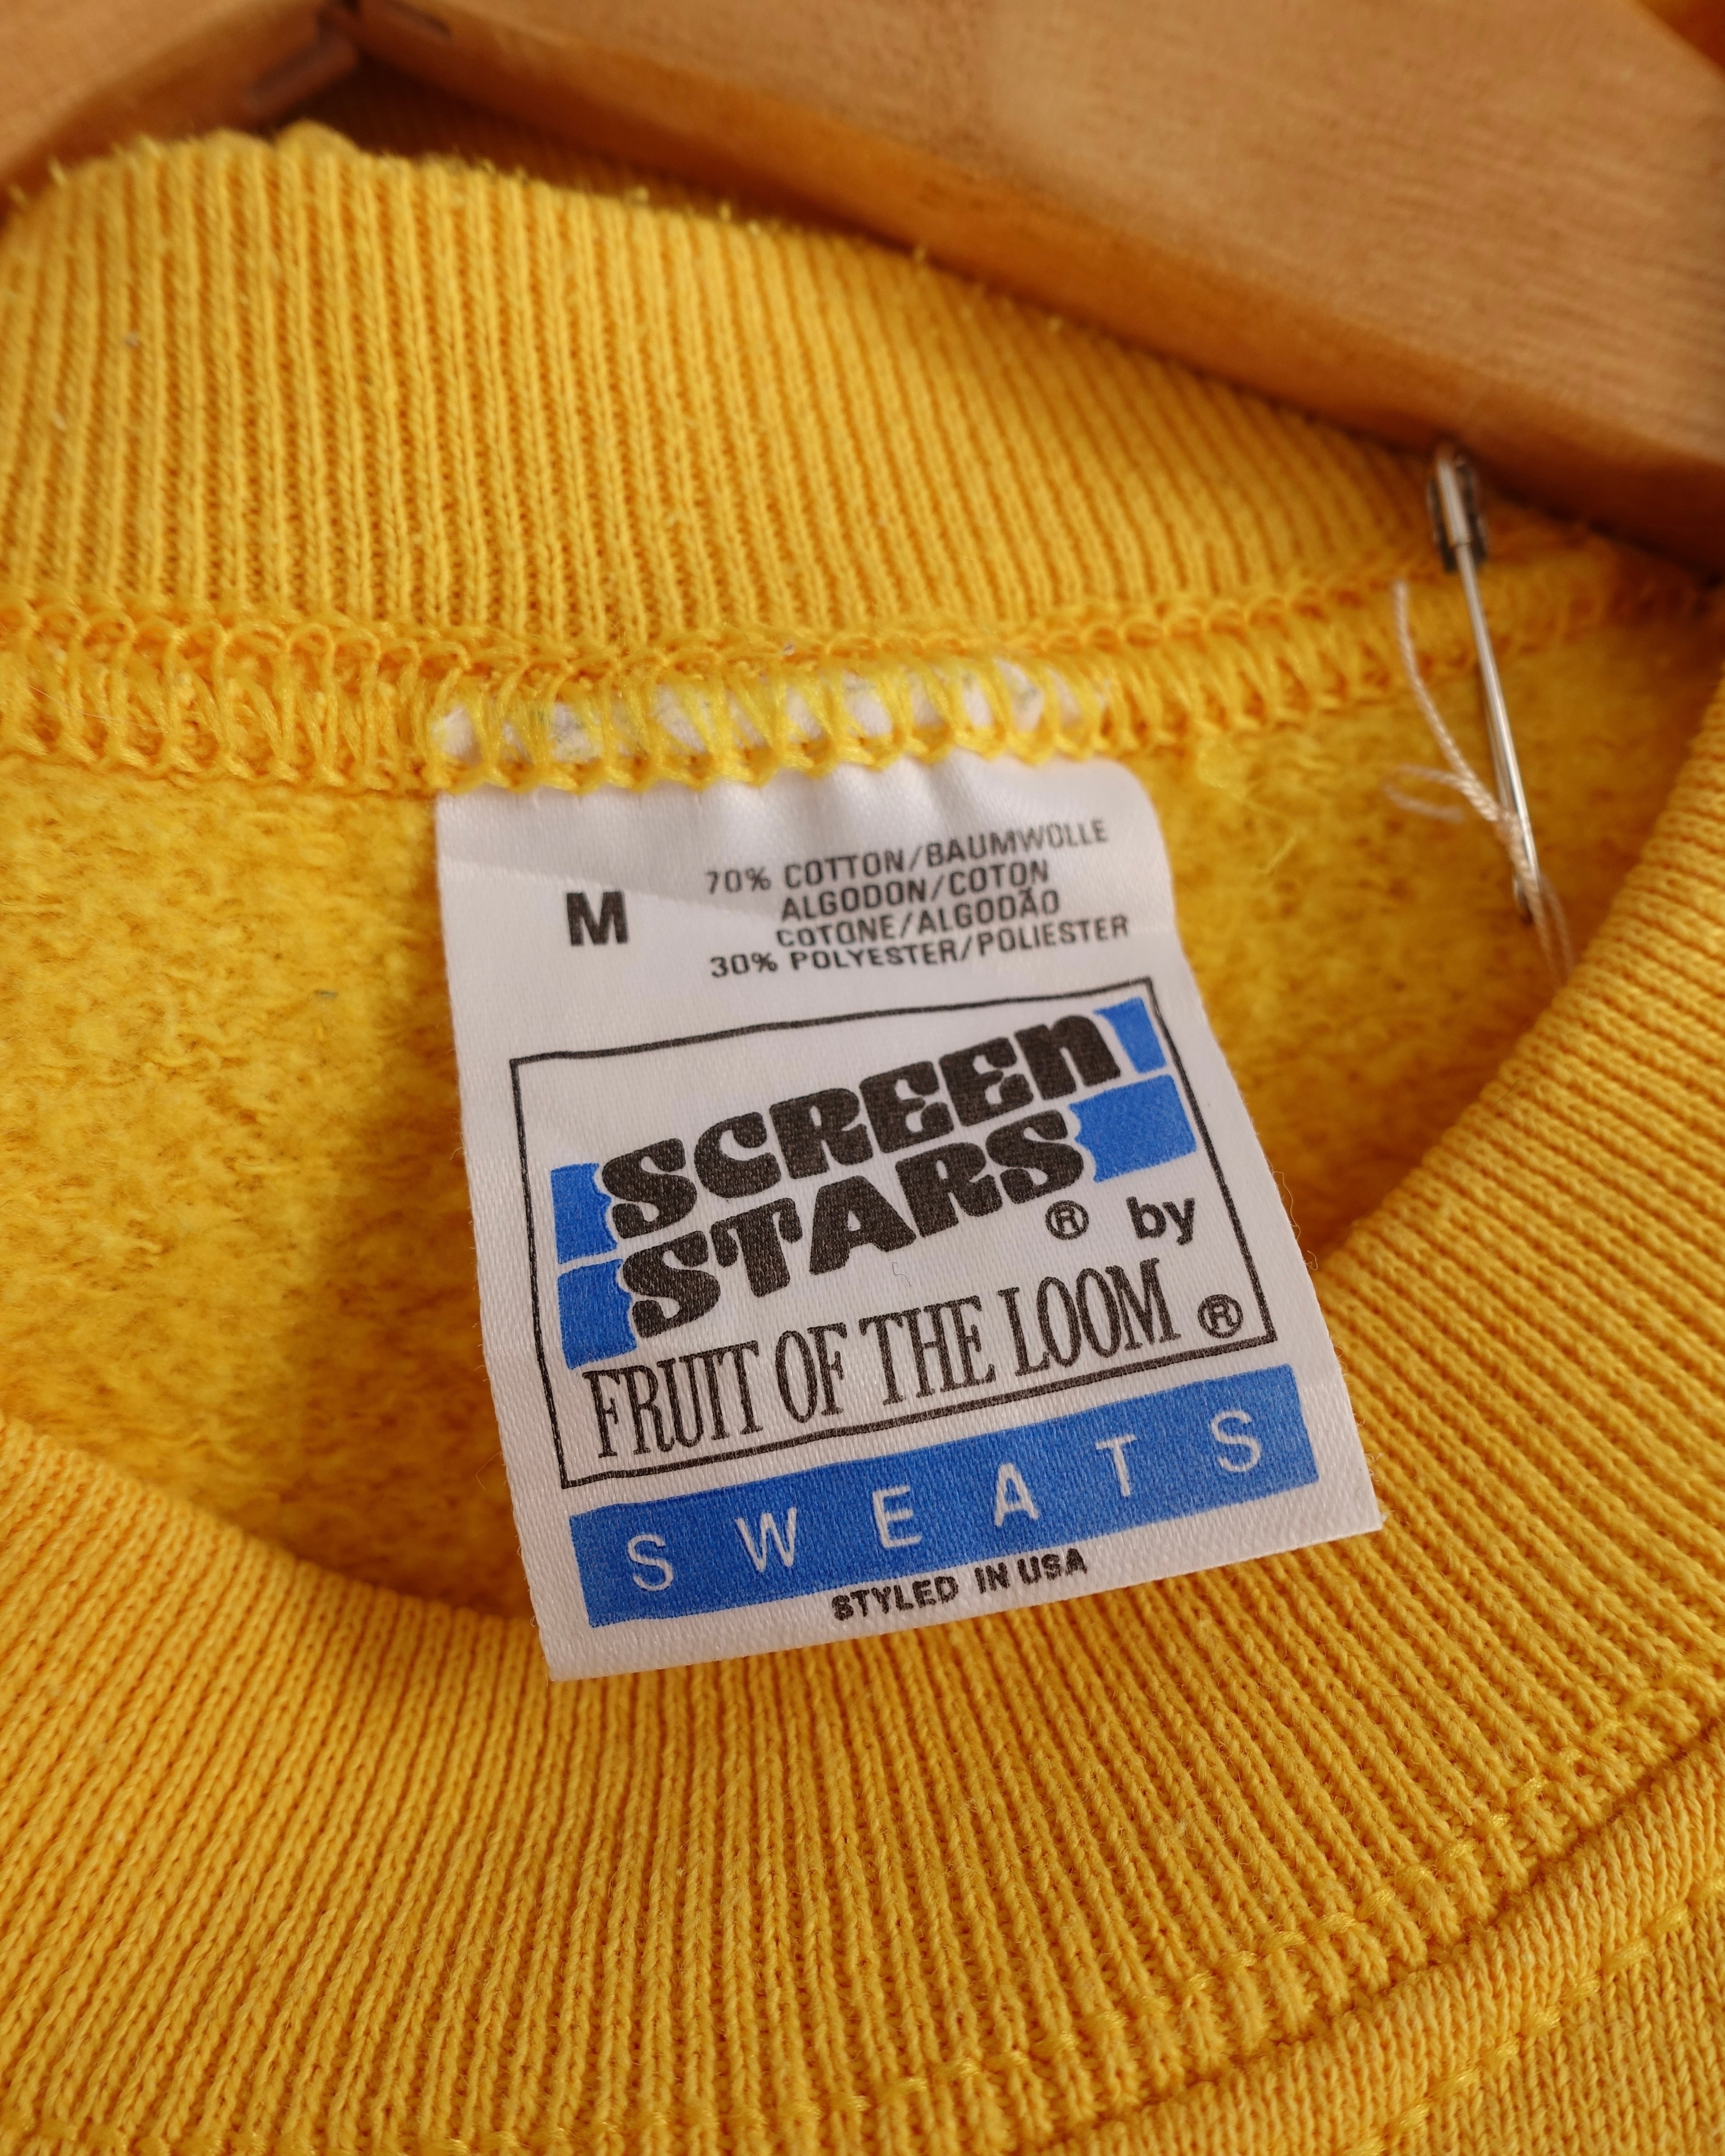 M
70% COTTON/BAUMWOLLE
ALGODON/COTON
COTONE/ALGODÃO
30% POLYESTER/POLIESTER
SCREEN
STARS® by
FRUIT OF THE LOOM®
SWEATS
STYLED IN USA